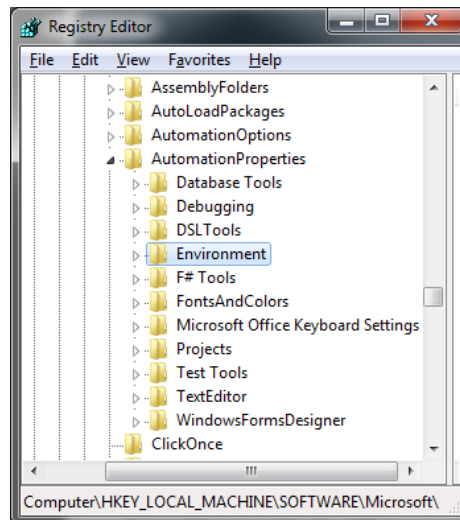 Registry Editor
File Edit View Favorites Help
AssemblyFolders
AutoLoadPackages
AutomationOptions
AutomationProperties
Database Tools
Debugging
DSLTools
Environment
F# Tools
FontsAndColors
Microsoft Office Keyboard Settings
Projects
Test Tools
TextEditor
WindowsFormsDesigner
ClickOnce
Computer\HKEY_LOCAL_MACHINE\SOFTWARE\Microsoft\